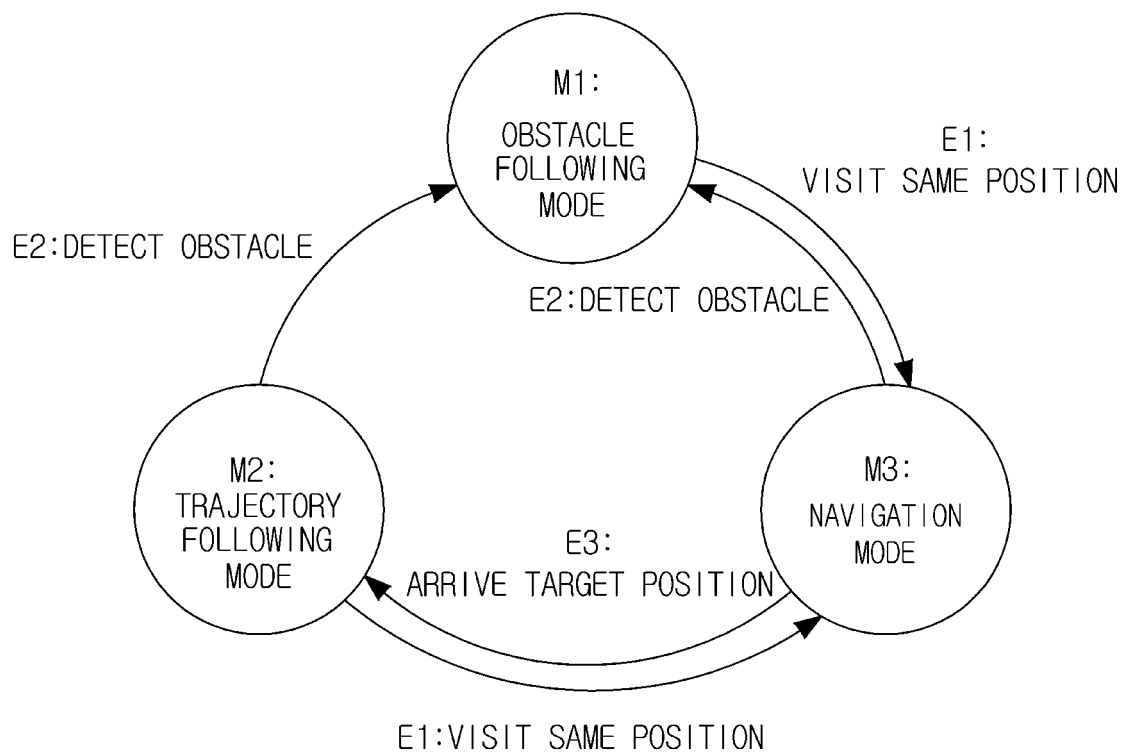 M1:
OBSTACLE
FOLLOWING
MODE
E1:
VISIT SAME POSITION
E2:DETECT OBSTACLE
E2:DETECT OBSTACLE
M2:
TRAJECTORY
FOLLOWING
MODE
M3:
NAVIGATION
MODE
E3:
ARRIVE TARGET POSITION
E1:VISIT SAME POSITION